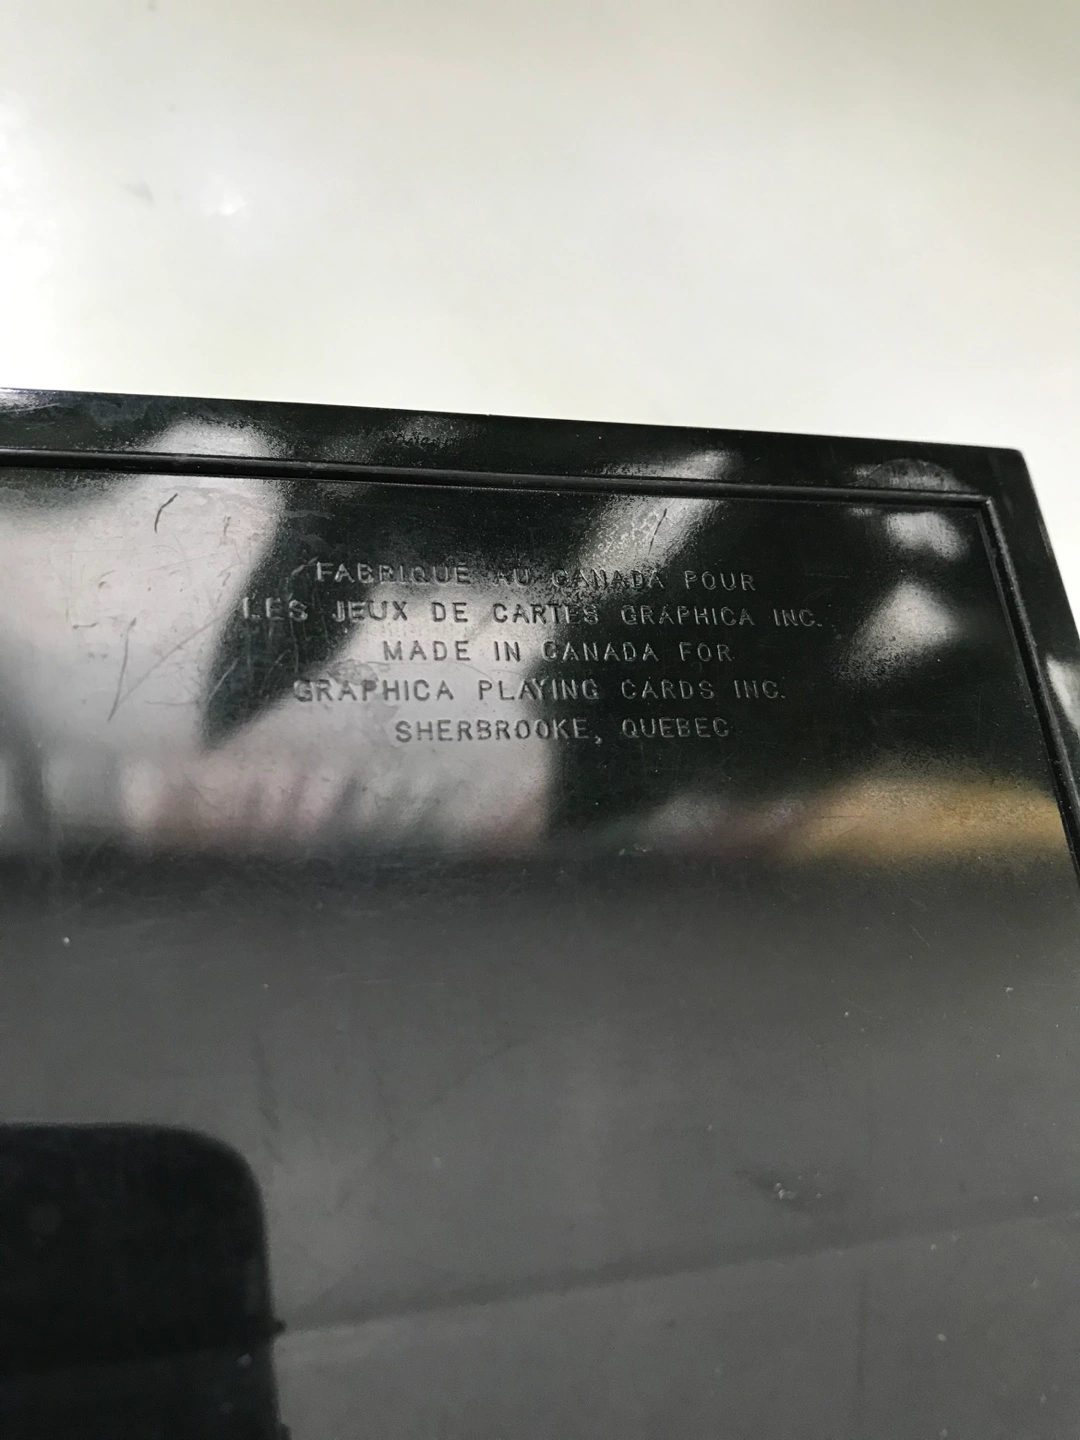 FABRIQUE AU CANADA POUR
LES JEUX DE CARTES GRAPHICA INC.
MADE IN CANADA FOR
GRAPHICA PLAYING CARDS INC.
SHERBROOKE, QUEBEC